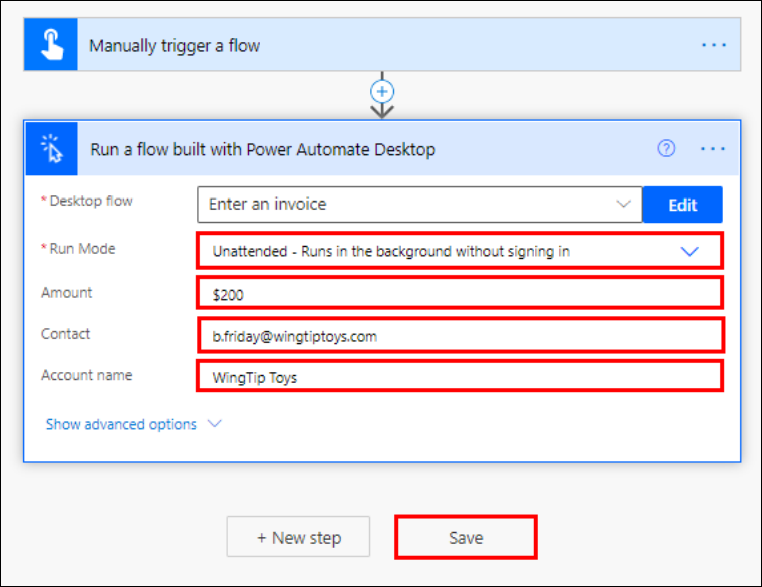 Manually trigger a flow
Run a flow built with Power Automate Desktop
* Desktop flow Enter an invoice Edit
* Run Mode Unattended - Runs in the background without signing in
Amount $200
Contact b.friday@wingtiptoys.com
Account name WingTip Toys
Show advanced options
+ New step Save